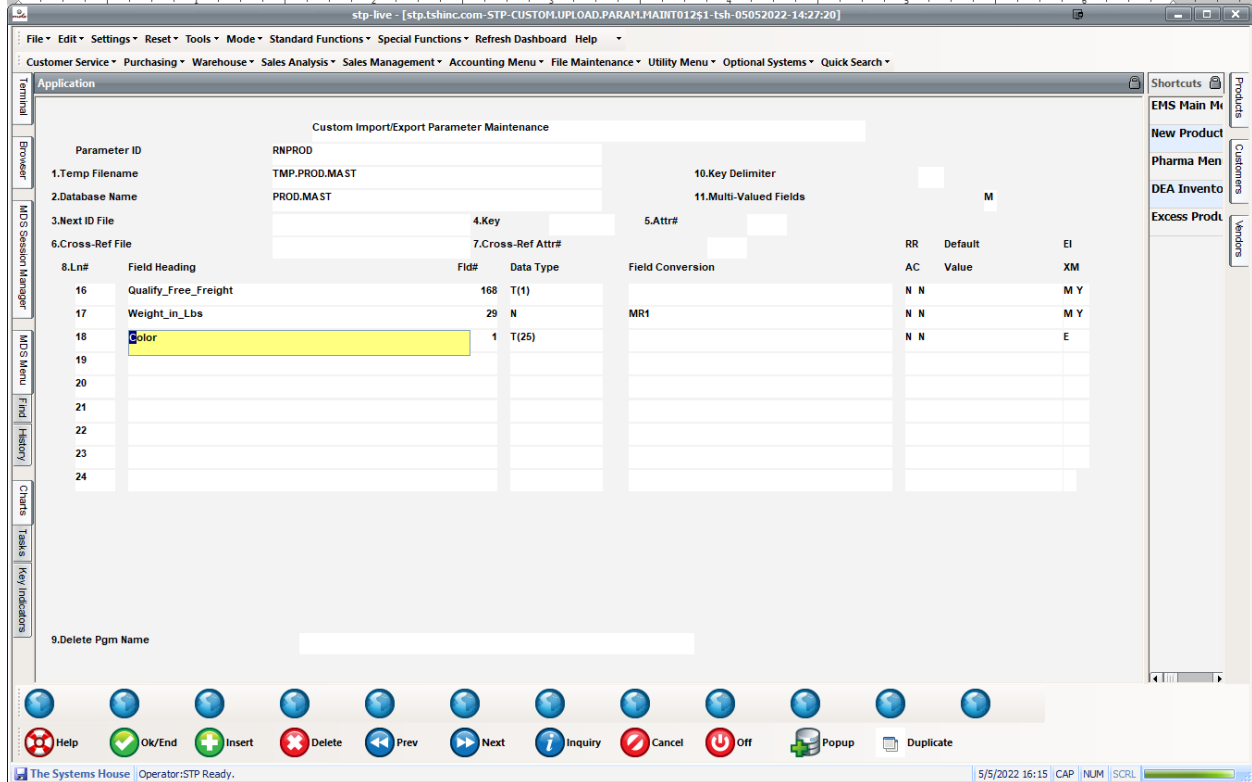 stp-live - [stp.tshinc.com-STP-CUSTOM.UPLOAD.PARAM.MAINT012$1-tsh-05052022-14:27:20]
File Edit Settings Reset Tools Mode Standard Functions Special Functions Refresh Dashboard Help
Customer Service Purchasing Warehouse Sales Analysis Sales Management Accounting Menu File Maintenance Utility Menu Optional Systems Quick Search
Application
Shortcuts
Terminal
Browser
MDS Session Manager
MDS Menu
Find
History
Charts
Tasks
Key Indicators
Custom Import/Export Parameter Maintenance
Parameter ID RNPROD
1.Temp Filename TMP.PROD.MAST 10.Key Delimiter
2.Database Name PROD.MAST 11.Multi-Valued Fields M
3.Next ID File 4.Key 5.Attr#
6.Cross-Ref File 7.Cross-Ref Attr# RR Default EI
8.Ln# Field Heading Fld# Data Type Field Conversion AC Value XM
16 Qualify_Free_Freight 168 T(1) N N M Y
17 Weight_in_Lbs 29 N MR1 N N M Y
18 Color 1 T(25) N N E
19
20
21
22
23
24
9.Delete Pgm Name
EMS Main Me
New Product
Pharma Men
DEA Invento
Excess Produ
Products
Customers
Vendors
Help Ok/End Insert Delete Prev Next Inquiry Cancel Off Popup Duplicate
The Systems House Operator:STP Ready. 5/5/2022 16:15 CAP NUM SCRL